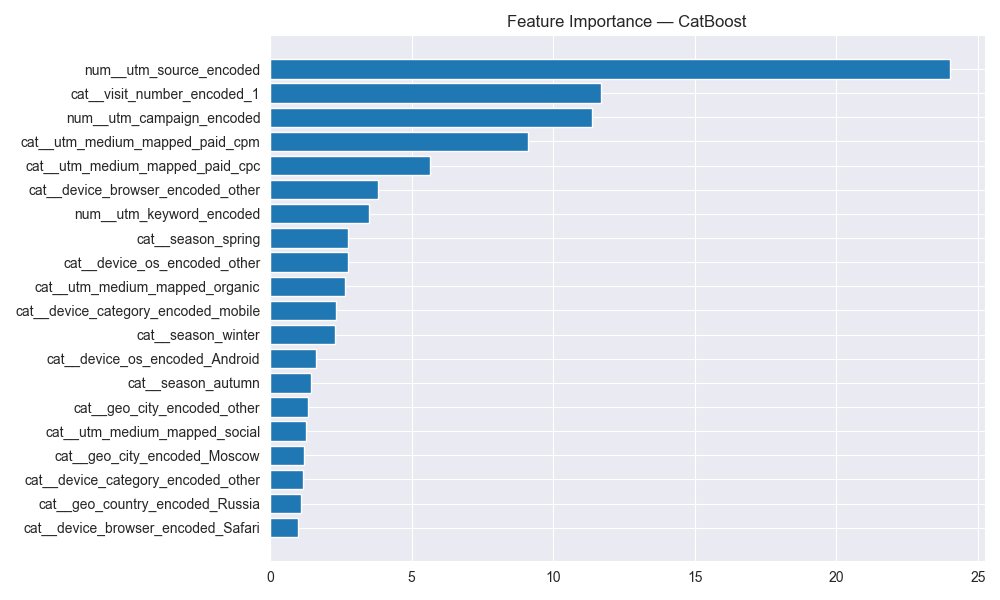 Feature Importance — CatBoost
num__utm_source_encoded
cat__visit_number_encoded_1
num__utm_campaign_encoded
cat__utm_medium_mapped_paid_cpm
cat__utm_medium_mapped_paid_cpc
cat__device_browser_encoded_other
num__utm_keyword_encoded
cat__season_spring
cat__device_os_encoded_other
cat__utm_medium_mapped_organic
cat__device_category_encoded_mobile
cat__season_winter
cat__device_os_encoded_Android
cat__season_autumn
cat__geo_city_encoded_other
cat__utm_medium_mapped_social
cat__geo_city_encoded_Moscow
cat__device_category_encoded_other
cat__geo_country_encoded_Russia
cat__device_browser_encoded_Safari
0 5 10 15 20 25